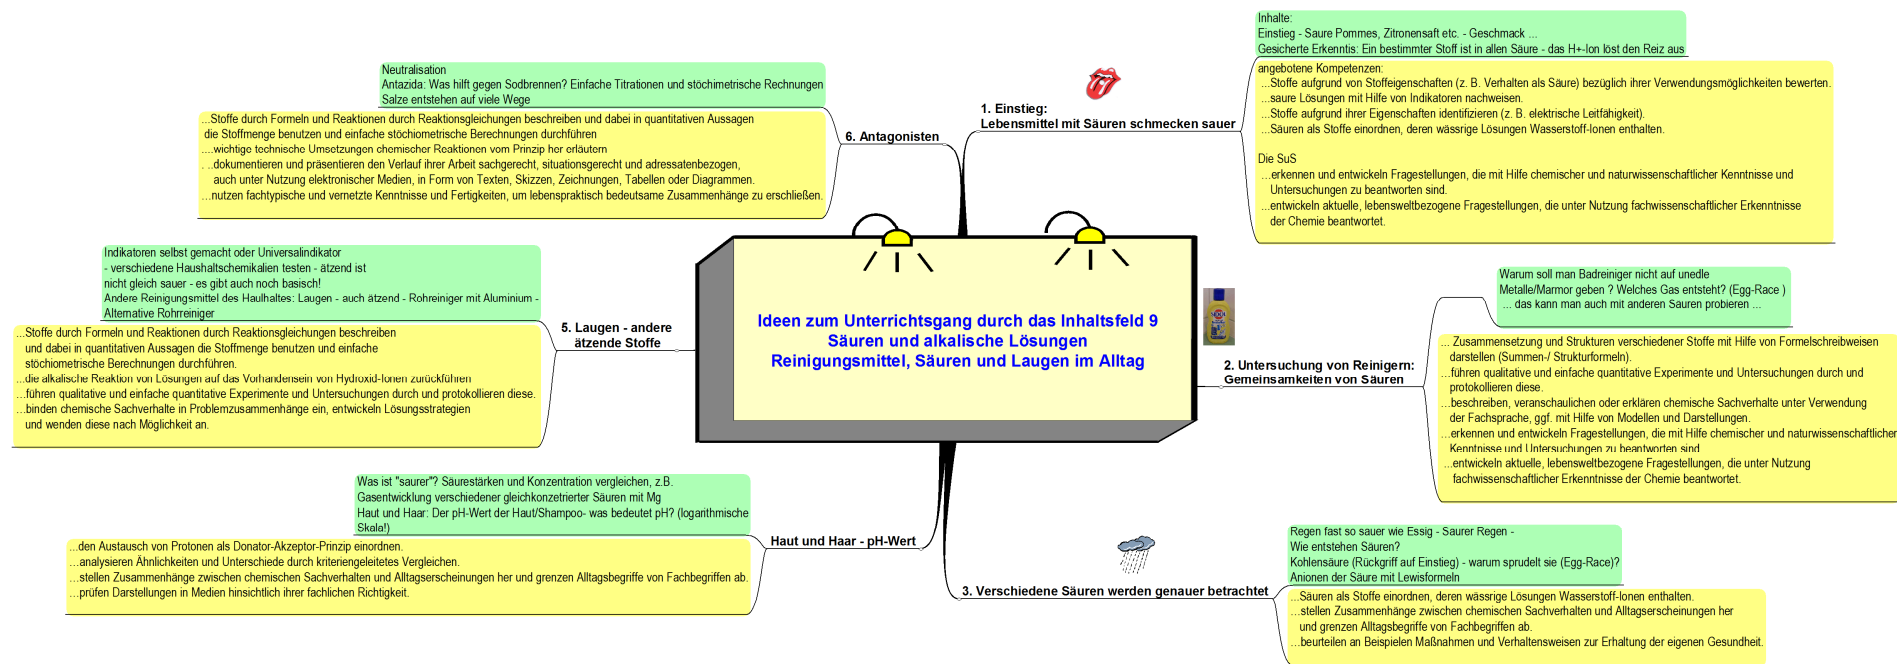 Ideen zum Unterrichtsgang durch das Inhaltsfeld 9
Säuren und alkalische Lösungen
Reinigungsmittel, Säuren und Laugen im Alltag
1. Einstieg:
Lebensmittel mit Säuren schmecken sauer
Inhalte:
Einstieg - Saure Pommes, Zitronensaft etc. - Geschmack ...
Gesicherte Erkenntis: Ein bestimmter Stoff ist in allen Säure - das H+-Ion löst den Reiz aus
angebotene Kompetenzen:
...Stoffe aufgrund von Stoffeigenschaften (z. B. Verhalten als Säure) bezüglich ihrer Verwendungsmöglichkeiten bewerten.
...saure Lösungen mit Hilfe von Indikatoren nachweisen.
...Stoffe aufgrund ihrer Eigenschaften identifizieren (z. B. elektrische Leitfähigkeit).
...Säuren als Stoffe einordnen, deren wässrige Lösungen Wasserstoff-Ionen enthalten.
Die SuS
...erkennen und entwickeln Fragestellungen, die mit Hilfe chemischer und naturwissenschaftlicher Kenntnisse und
Untersuchungen zu beantworten sind.
...entwickeln aktuelle, lebensweltbezogene Fragestellungen, die unter Nutzung fachwissenschaftlicher Erkenntnisse
der Chemie beantwortet.
2. Untersuchung von Reinigern:
Gemeinsamkeiten von Säuren
Warum soll man Badreiniger nicht auf unedle
Metalle/Marmor geben ? Welches Gas entsteht? (Egg-Race )
... das kann man auch mit anderen Säuren probieren ...
... Zusammensetzung und Strukturen verschiedener Stoffe mit Hilfe von Formelschreibweisen
darstellen (Summen-/ Strukturformeln).
...führen qualitative und einfache quantitative Experimente und Untersuchungen durch und
protokollieren diese.
...beschreiben, veranschaulichen oder erklären chemische Sachverhalte unter Verwendung
der Fachsprache, ggf. mit Hilfe von Modellen und Darstellungen.
...erkennen und entwickeln Fragestellungen, die mit Hilfe chemischer und naturwissenschaftlicher
Kenntnisse und Untersuchungen zu beantworten sind
...entwickeln aktuelle, lebensweltbezogene Fragestellungen, die unter Nutzung
fachwissenschaftlicher Erkenntnisse der Chemie beantwortet.
3. Verschiedene Säuren werden genauer betrachtet
Regen fast so sauer wie Essig - Saurer Regen -
Wie entstehen Säuren?
Kohlensäure (Rückgriff auf Einstieg) - warum sprudelt sie (Egg-Race)?
Anionen der Säure mit Lewisformeln
...Säuren als Stoffe einordnen, deren wässrige Lösungen Wasserstoff-Ionen enthalten.
...stellen Zusammenhänge zwischen chemischen Sachverhalten und Alltagserscheinungen her
und grenzen Alltagsbegriffe von Fachbegriffen ab.
...beurteilen an Beispielen Maßnahmen und Verhaltensweisen zur Erhaltung der eigenen Gesundheit.
Haut und Haar - pH-Wert
Was ist "saurer"? Säurestärken und Konzentration vergleichen, z.B.
Gasentwicklung verschiedener gleichkonzetrierter Säuren mit Mg
Haut und Haar: Der pH-Wert der Haut/Shampoo- was bedeutet pH? (logarithmische
Skala!)
...den Austausch von Protonen als Donator-Akzeptor-Prinzip einordnen.
...analysieren Ähnlichkeiten und Unterschiede durch kriteriengeleitetes Vergleichen.
...stellen Zusammenhänge zwischen chemischen Sachverhalten und Alltagserscheinungen her und grenzen Alltagsbegriffe von Fachbegriffen ab.
...prüfen Darstellungen in Medien hinsichtlich ihrer fachlichen Richtigkeit.
5. Laugen - andere
ätzende Stoffe
Indikatoren selbst gemacht oder Universalindikator
- verschiedene Haushaltschemikalien testen - ätzend ist
nicht gleich sauer - es gibt auch noch basisch!
Andere Reinigungsmittel des Haulhaltes: Laugen - auch ätzend - Rohreiniger mit Aluminium -
Alternative Rohrreiniger
...Stoffe durch Formeln und Reaktionen durch Reaktionsgleichungen beschreiben
und dabei in quantitativen Aussagen die Stoffmenge benutzen und einfache
stöchiometrische Berechnungen durchführen.
...die alkalische Reaktion von Lösungen auf das Vorhandensein von Hydroxid-Ionen zurückführen
...führen qualitative und einfache quantitative Experimente und Untersuchungen durch und protokollieren diese.
...binden chemische Sachverhalte in Problemzusammenhänge ein, entwickeln Lösungsstrategien
und wenden diese nach Möglichkeit an.
6. Antagonisten
Neutralisation
Antazida: Was hilft gegen Sodbrennen? Einfache Titrationen und stöchimetrische Rechnungen
Salze entstehen auf viele Wege
...Stoffe durch Formeln und Reaktionen durch Reaktionsgleichungen beschreiben und dabei in quantitativen Aussagen
die Stoffmenge benutzen und einfache stöchiometrische Berechnungen durchführen
....wichtige technische Umsetzungen chemischer Reaktionen vom Prinzip her erläutern
. ..dokumentieren und präsentieren den Verlauf ihrer Arbeit sachgerecht, situationsgerecht und adressatenbezogen,
auch unter Nutzung elektronischer Medien, in Form von Texten, Skizzen, Zeichnungen, Tabellen oder Diagrammen.
...nutzen fachtypische und vernetzte Kenntnisse und Fertigkeiten, um lebenspraktisch bedeutsame Zusammenhänge zu erschließen.